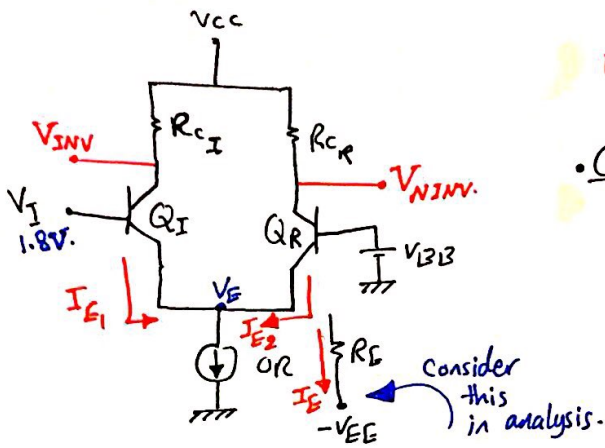 VCC
RCI
RCR
VINV
VNINV.
VI
1.8V.
QI
QR
VBB
IE1
VE
IE2
OR
RE
IE
-VEE
Consider
this
in analysis.